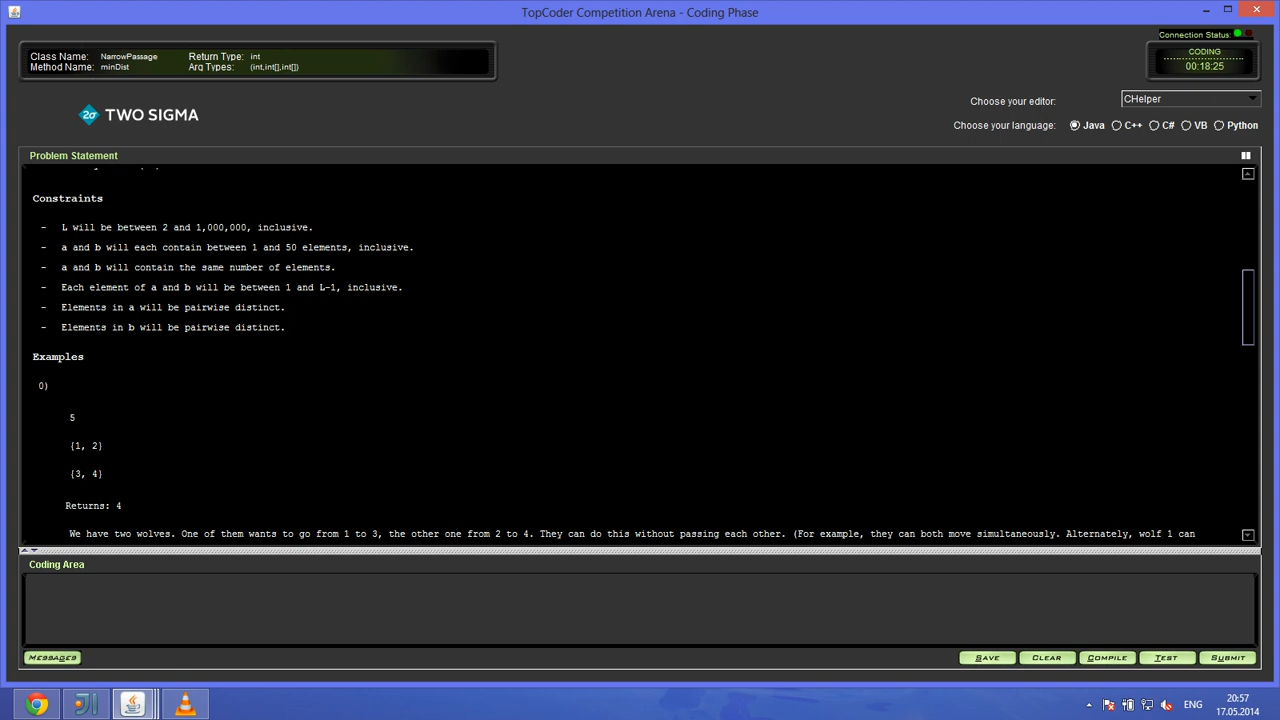 TopCoder Competition Arena - Coding Phase
Connection Status:
Class Name: NarrowPassage Return Type: int
Method Name: minDist Arg Types: (int,int[],int[])
CODING
00:18:25
2σ TWO SIGMA
Choose your editor: CHelper
Choose your language: Java C++ C# VB Python
Problem Statement
Constraints
- L will be between 2 and 1,000,000, inclusive.
- a and b will each contain between 1 and 50 elements, inclusive.
- a and b will contain the same number of elements.
- Each element of a and b will be between 1 and L-1, inclusive.
- Elements in a will be pairwise distinct.
- Elements in b will be pairwise distinct.
Examples
0)
5
{1, 2}
{3, 4}
Returns: 4
We have two wolves. One of them wants to go from 1 to 3, the other one from 2 to 4. They can do this without passing each other. (For example, they can both move simultaneously. Alternately, wolf 1 can
Coding Area
MESSAGES SAVE CLEAR COMPILE TEST SUBMIT
ENG 20:57
17.05.2014